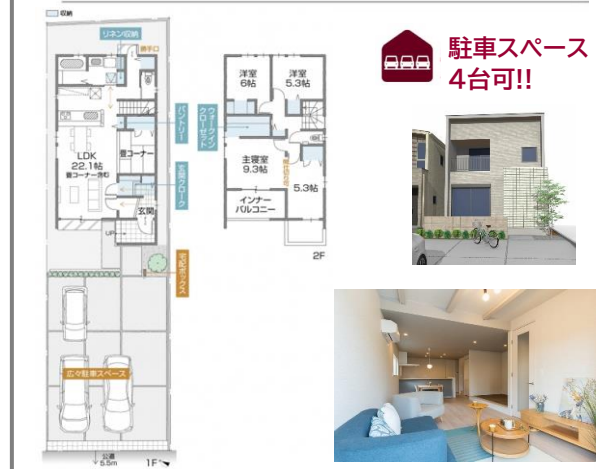 収納
リネン収納
勝手口
パントリー
ウォークイン
クローゼット
LDK
22.1帖
畳コーナー含む
畳コーナー
玄関クローク
玄関
UP
宅配ボックス
広々駐車スペース
公道
5.5m
1F
洋室
6帖
洋室
5.3帖
主寝室
9.3帖
間仕切り可
5.3帖
インナー
バルコニー
2F
駐車スペース
4台可!!